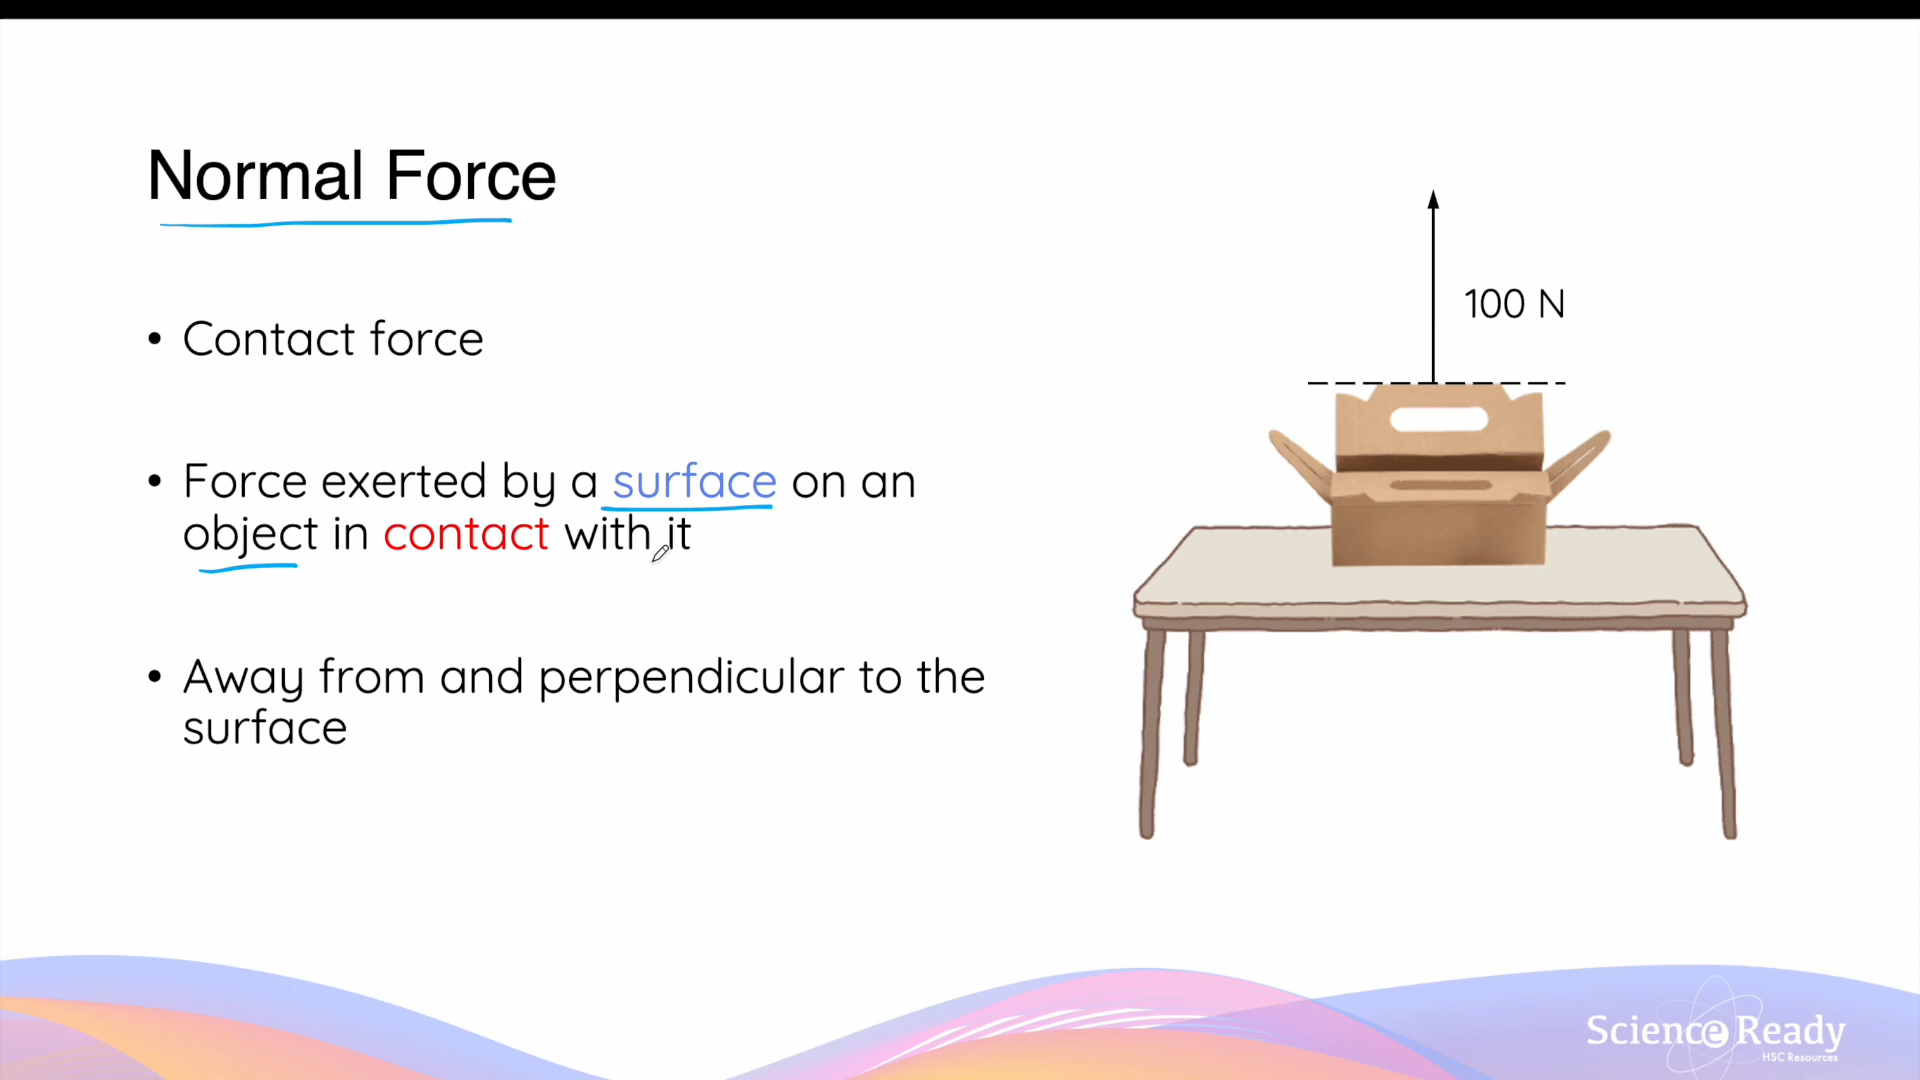 Normal Force
• Contact force
• Force exerted by a surface on an
object in contact with it
• Away from and perpendicular to the
surface
100 N
Science Ready
HSC Resources